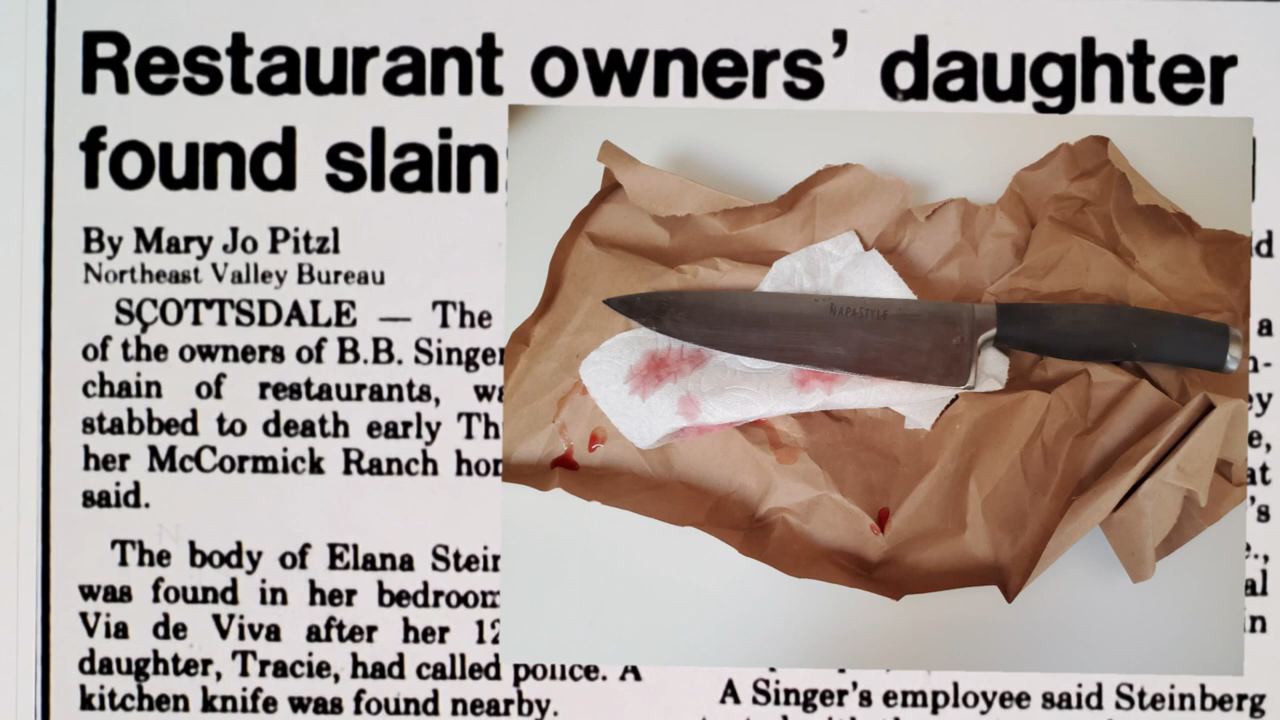 Restaurant owners' daughter
found slain
By Mary Jo Pitzl
Northeast Valley Bureau
SCOTTSDALE — The
of the owners of B.B. Singer
chain of restaurants,
stabbed to death early
her McCormick Ranch
said.
The body of Elana
was found in her bedroom
Via de Viva after her
daughter, Tracie, had called police. A
kitchen knife was found nearby.
NAPASTYLE
a
A Singer's employee said Steinberg